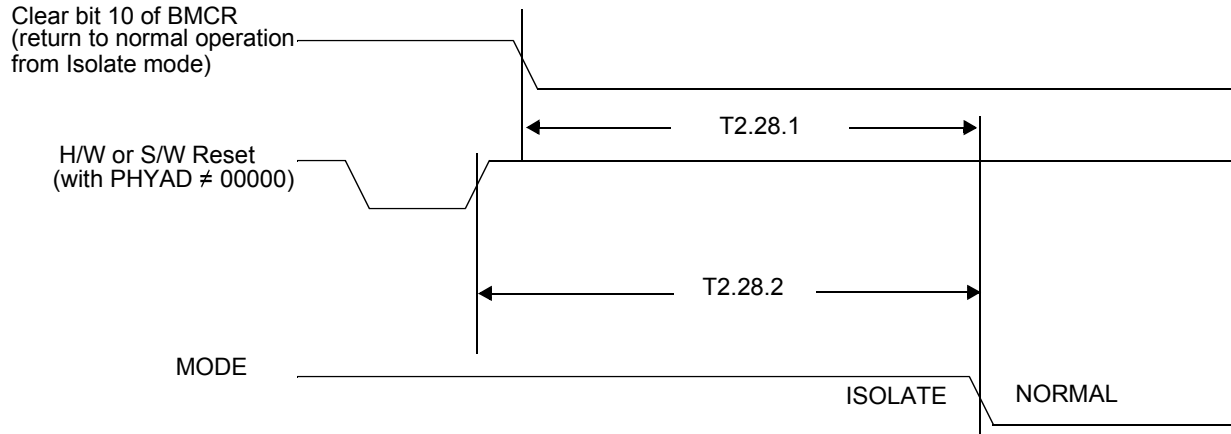 Clear bit 10 of BMCR
(return to normal operation
from Isolate mode)
T2.28.1
H/W or S/W Reset
(with PHYAD ≠ 00000)
T2.28.2
MODE
ISOLATE
NORMAL